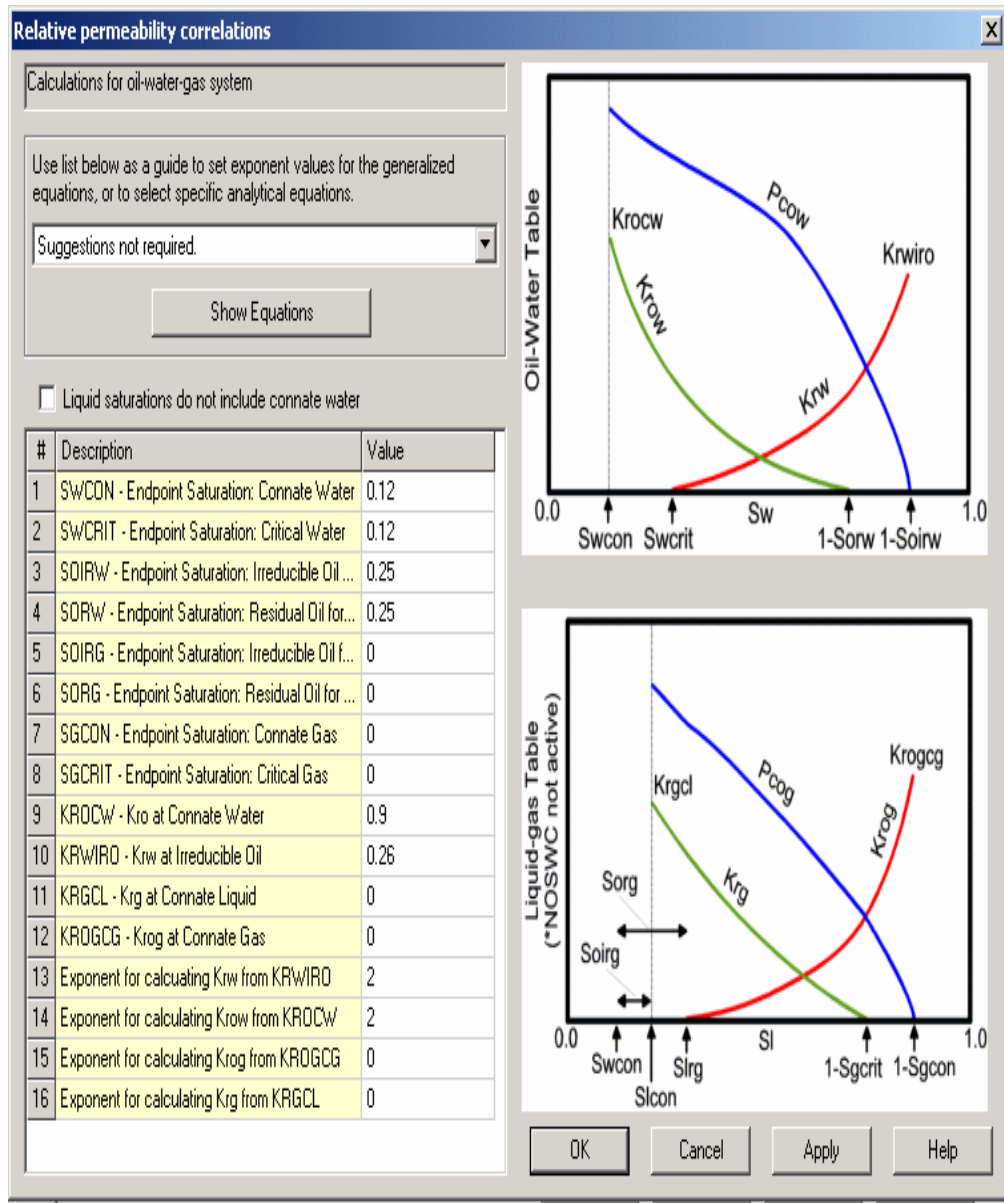 Relative permeability correlations
X
Calculations for oil-water-gas system
Use list below as a guide to set exponent values for the generalized
equations, or to select specific analytical equations.
Suggestions not required.
Show Equations
Liquid saturations do not include connate water
# Description Value
1 SWCON - Endpoint Saturation: Connate Water 0.12
2 SWCRIT - Endpoint Saturation: Critical Water 0.12
3 SOIRW - Endpoint Saturation: Irreducible Oil ... 0.25
4 SORW - Endpoint Saturation: Residual Oil for... 0.25
5 SOIRG - Endpoint Saturation: Irreducible Oil f... 0
6 SORG - Endpoint Saturation: Residual Oil for ... 0
7 SGCON - Endpoint Saturation: Connate Gas 0
8 SGCRIT - Endpoint Saturation: Critical Gas 0
9 KROCW - Kro at Connate Water 0.9
10 KRWIRO - Krw at Irreducible Oil 0.26
11 KRGCL - Krg at Connate Liquid 0
12 KROGCG - Krog at Connate Gas 0
13 Exponent for calcuating Krw from KRWIRO 2
14 Exponent for calculating Krow from KROCW 2
15 Exponent for calculating Krog from KROGCG 0
16 Exponent for calculating Krg from KRGCL 0
Oil-Water Table
Pcow
Krocw
Krwiro
Krow
Krw
0.0 Sw 1.0
Swcon Swcrit 1-Sorw 1-Soirw
Liquid-gas Table
(*NOSWC not active)
Krogcg
Krgcl
Pcog
Krog
Sorg
Krg
Soirg
0.0 Sl 1.0
Swcon Slrg 1-Sgcrit 1-Sgcon
Slcon
OK Cancel Apply Help